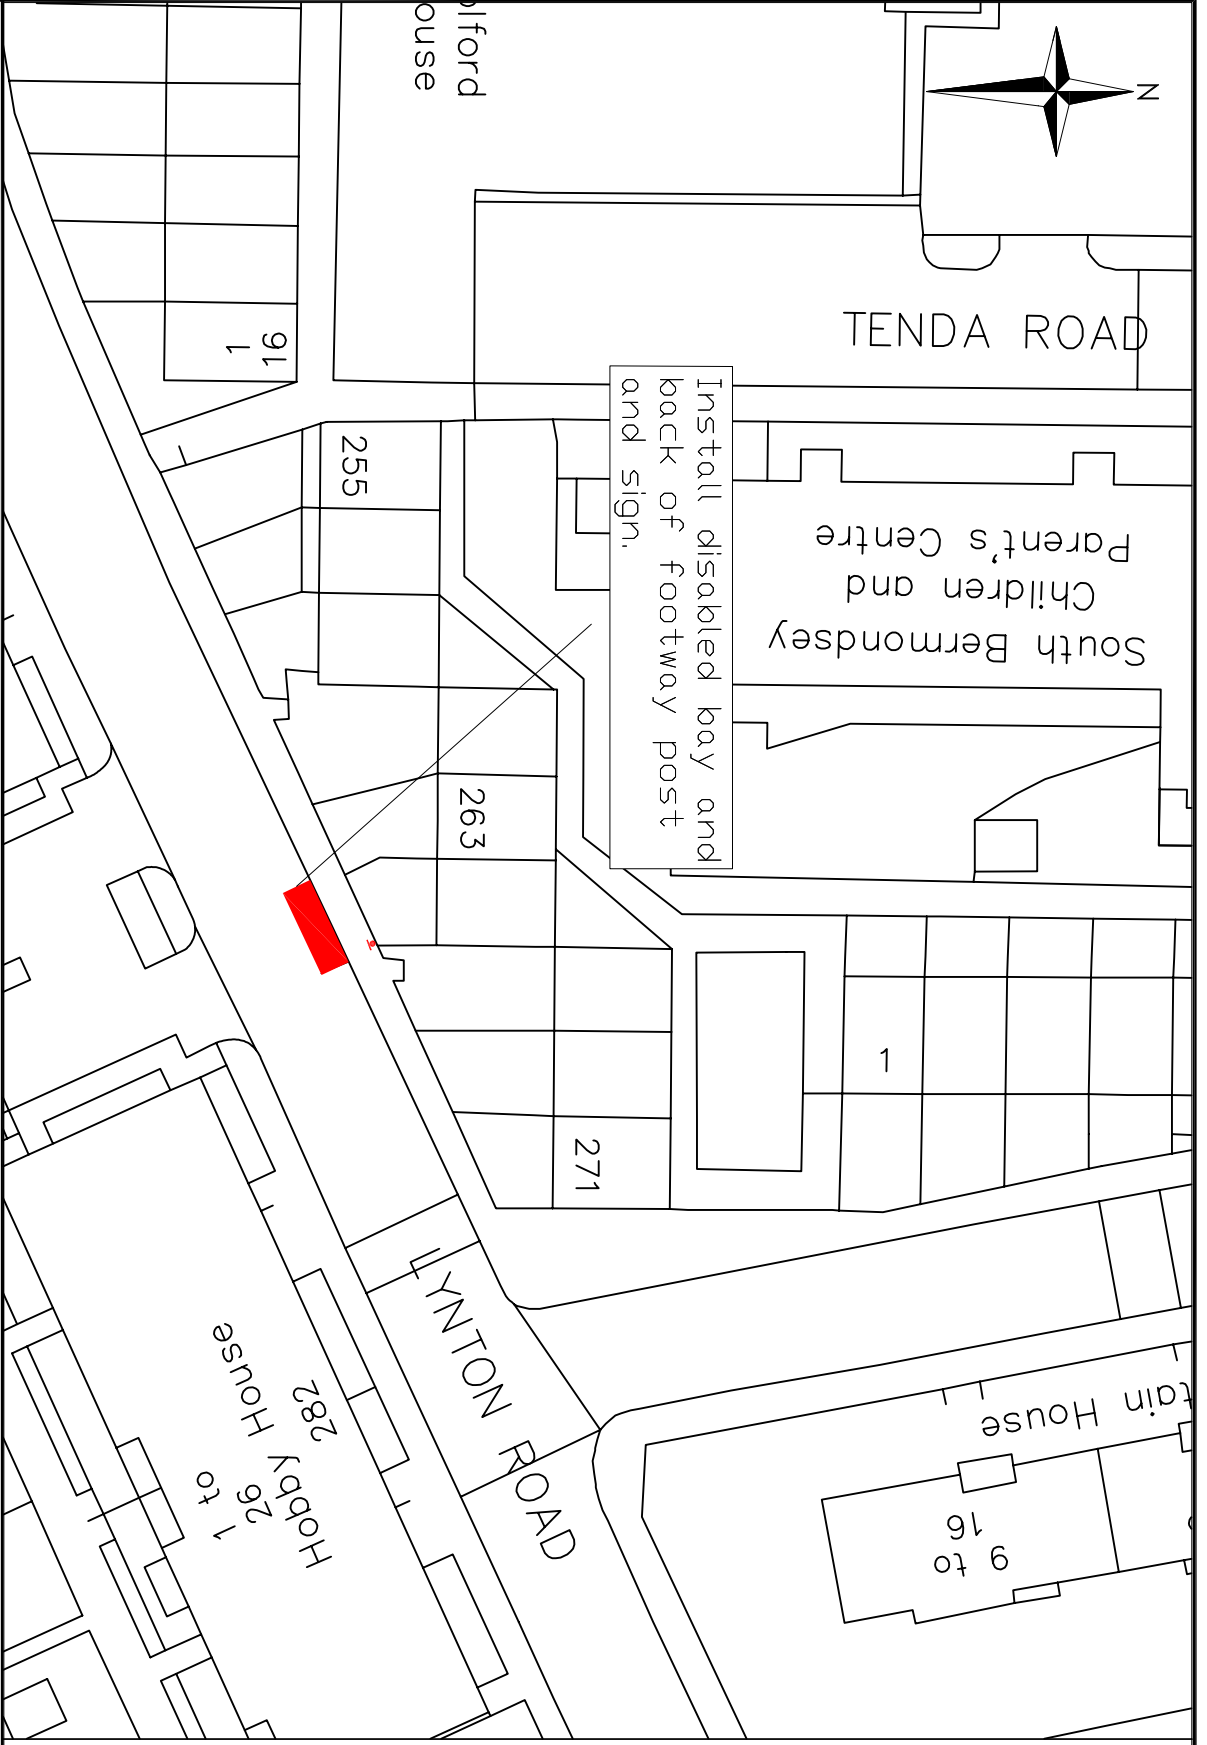 olford
ouse
N
TENDA ROAD
1
16
255
Install disabled bay and
back of footway post
and sign.
South Bermondsey
Children and
Parent's Centre
263
1
271
LYNTON ROAD
Hobby House
282
1 to
26
tain House
9 to
16